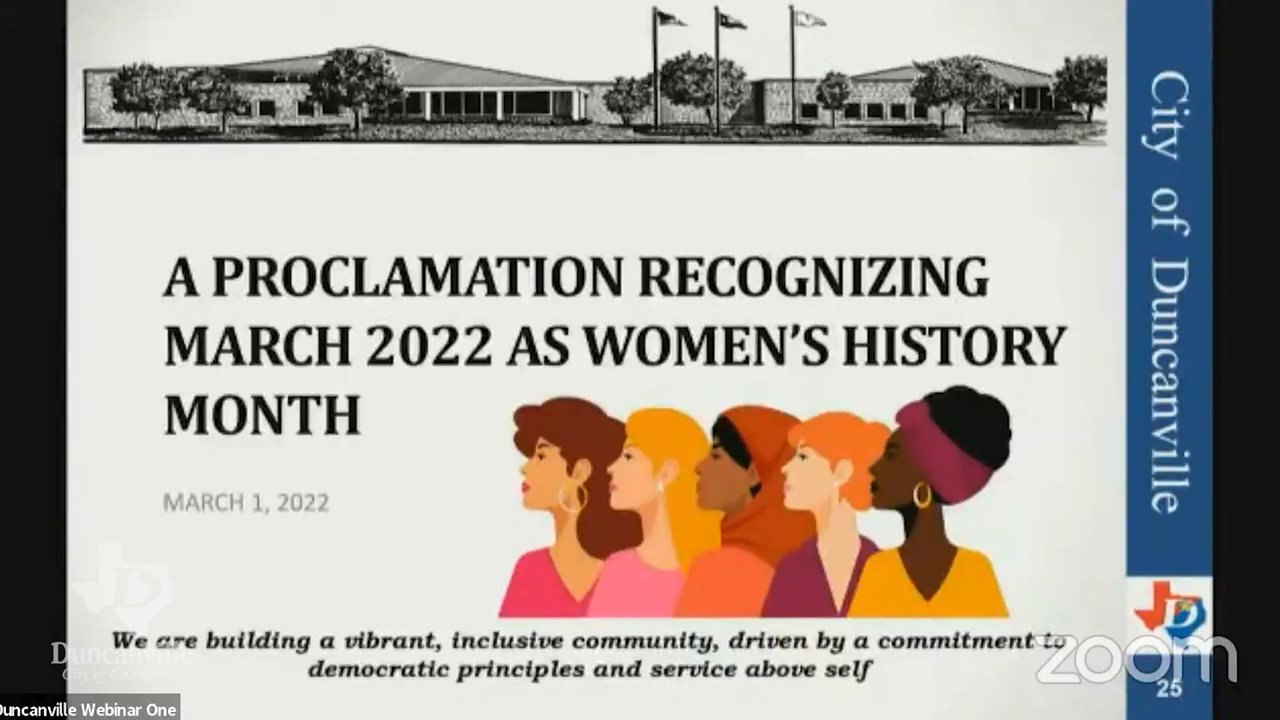 A PROCLAMATION RECOGNIZING
MARCH 2022 AS WOMEN’S HISTORY
MONTH
MARCH 1, 2022
We are building a vibrant, inclusive community, driven by a commitment to
democratic principles and service above self
City of Duncanville
D
25
D
Duncanville
City of Champions
zoom
Duncanville Webinar One